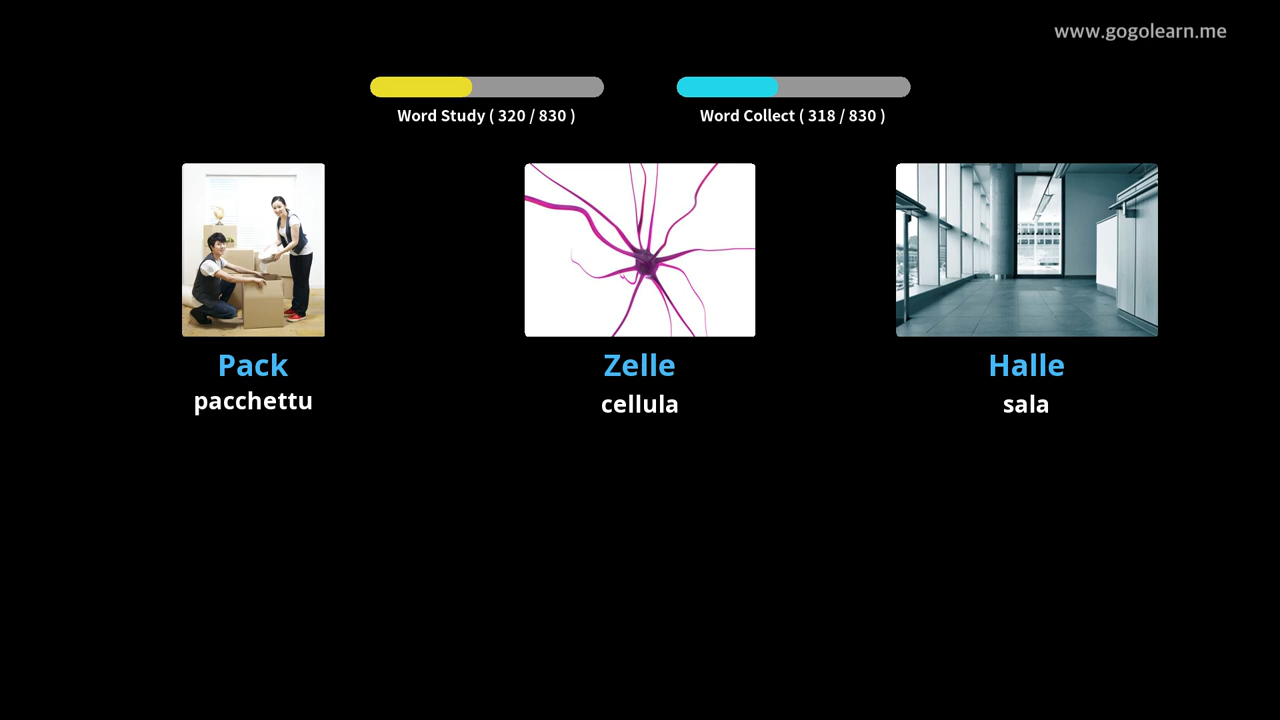 www.gogolearn.me
Word Study ( 320 / 830 )
Word Collect ( 318 / 830 )
Pack
pacchettu
Zelle
cellula
Halle
sala